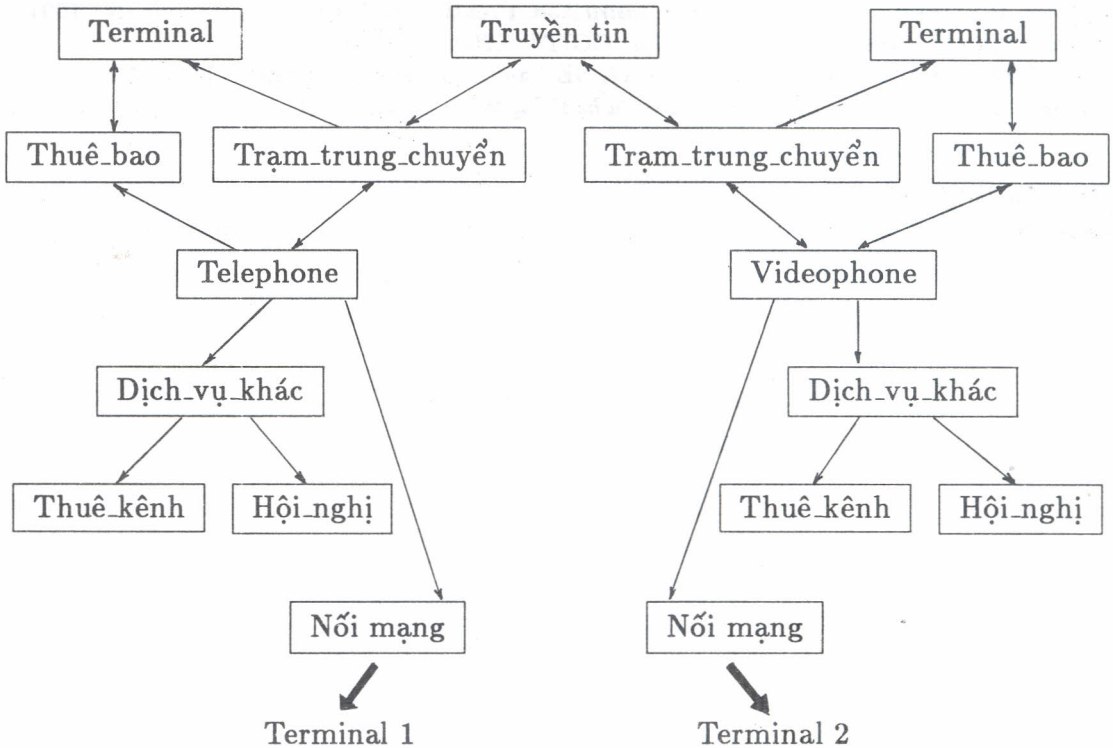 Terminal
Truyền_tin
Terminal
Thuê_bao
Trạm_trung_chuyển
Trạm_trung_chuyển
Thuê_bao
Telephone
Videophone
Dịch_vụ_khác
Dịch_vụ_khác
Thuê_kênh
Hội_nghị
Thuê_kênh
Hội_nghị
Nối mạng
Nối mạng
Terminal 1
Terminal 2